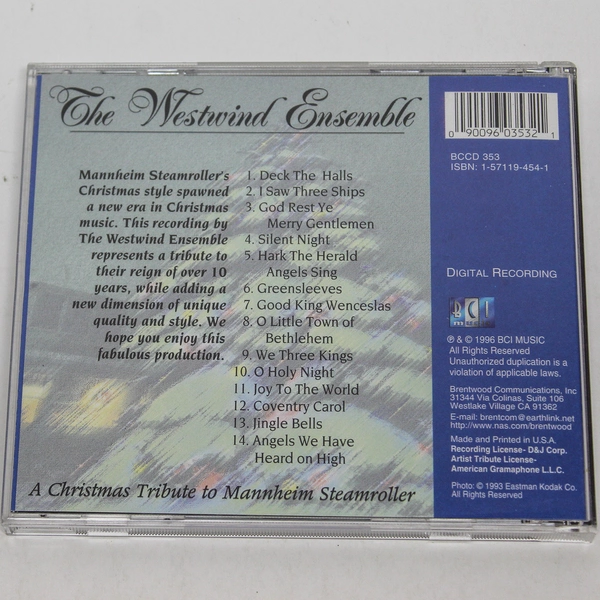 The Westwind Ensemble
Mannheim Steamroller's
Christmas style spawned
a new era in Christmas
music. This recording by
The Westwind Ensemble
represents a tribute to
their reign of over 10
years, while adding a
new dimension of unique
quality and style. We
hope you enjoy this
fabulous production.
1. Deck The Halls
2. I Saw Three Ships
3. God Rest Ye
Merry Gentlemen
4. Silent Night
5. Hark The Herald
Angels Sing
6. Greensleeves
7. Good King Wenceslas
8. O Little Town of
Bethlehem
9. We Three Kings
10. O Holy Night
11. Joy To The World
12. Coventry Carol
13. Jingle Bells
14. Angels We Have
Heard on High
A Christmas Tribute to Mannheim Steamroller
0 90096 03532 1
BCCD 353
ISBN: 1-57119-454-1
DIGITAL RECORDING
BCI
℗ & © 1996 BCI MUSIC
All Rights Reserved
Unauthorized duplication is a
violation of applicable laws.
Brentwood Communications, Inc
31344 Via Colinas, Suite 106
Westlake Village CA 91362
E-mail: brentcom@earthlink.net
http://www.nas.com/brentwood
Made and Printed in U.S.A.
Recording License- D&J Corp.
Artist Tribute License-
American Gramaphone L.L.C.
Photo: © 1993 Eastman Kodak Co.
All Rights Reserved